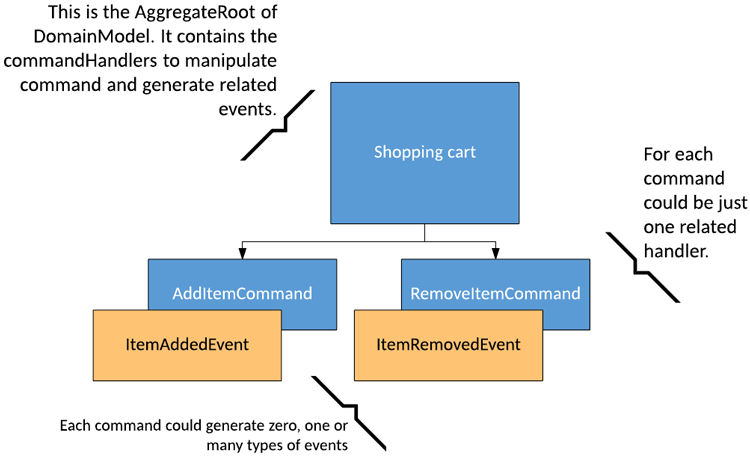 This is the AggregateRoot of
DomainModel. It contains the
commandHandlers to manipulate
command and generate related
events.
Shopping cart
For each
command
could be just
one related
handler.
AddItemCommand
RemoveItemCommand
ItemAddedEvent
ItemRemovedEvent
Each command could generate zero, one or
many types of events